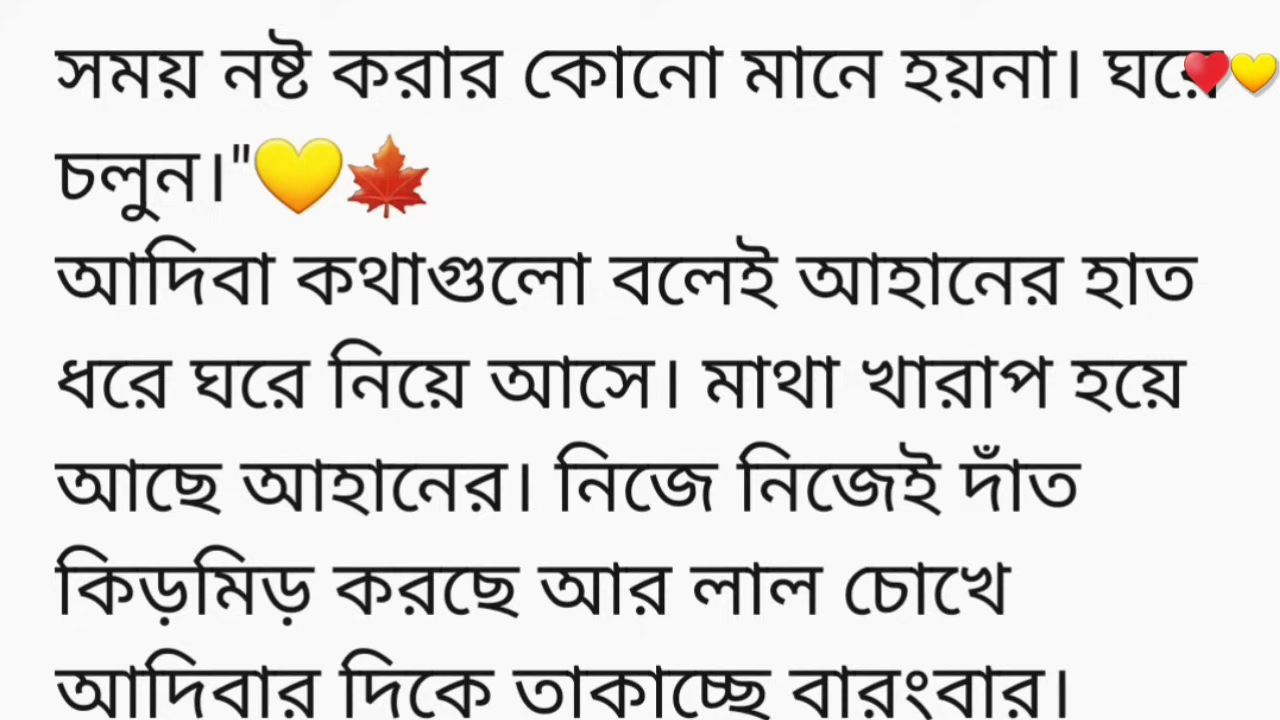 সময় নষ্ট করার কোনো মানে হয়না। ঘরে❤️💛
চলুন।"💛🍁
আদিবা কথাগুলো বলেই আহানের হাত
ধরে ঘরে নিয়ে আসে। মাথা খারাপ হয়ে
আছে আহানের। নিজে নিজেই দাঁত
কিড়মিড় করছে আর লাল চোখে
আদিবার দিকে তাকাচ্ছে বারংবার।